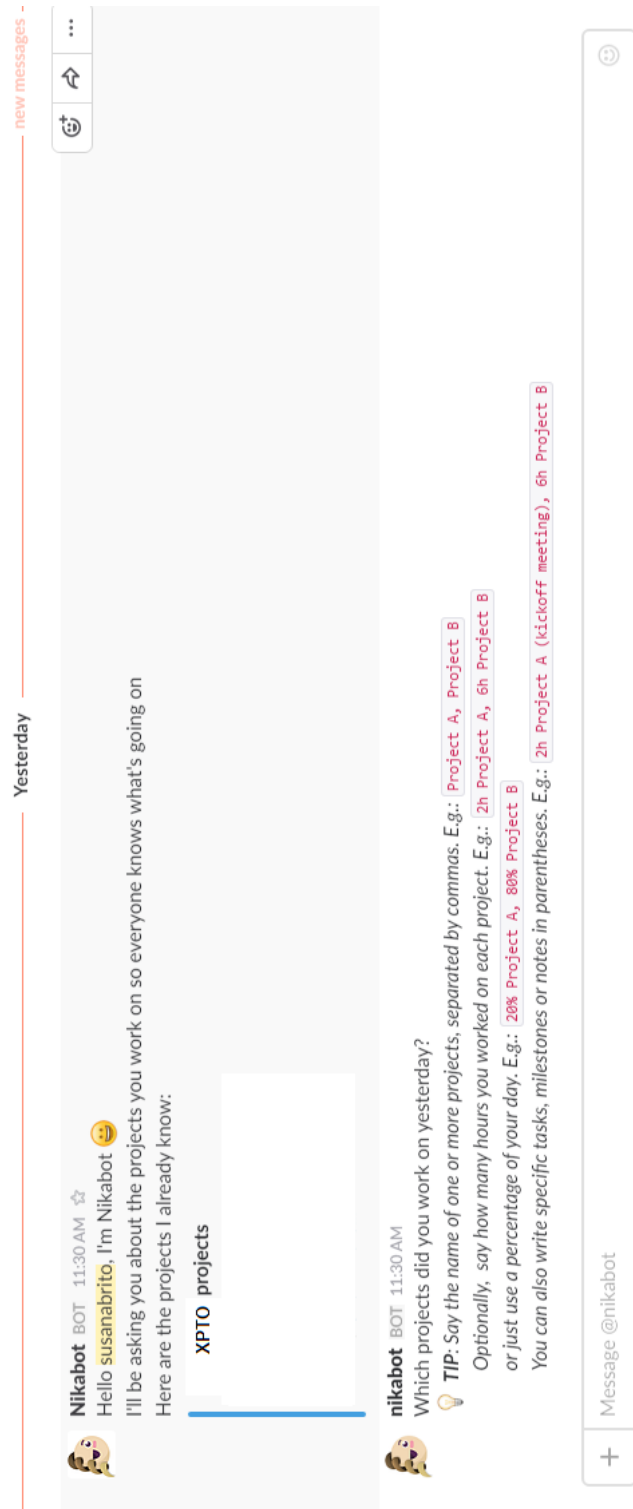 Yesterday
new messages
Nikabot BOT 11:30 AM
Hello susanabrito, I'm Nikabot
I'll be asking you about the projects you work on so everyone knows what's going on
Here are the projects I already know:
XPTO projects
nikabot BOT 11:30 AM
Which projects did you work on yesterday?
TIP: Say the name of one or more projects, separated by commas. E.g.: Project A, Project B
Optionally, say how many hours you worked on each project. E.g.: 2h Project A, 6h Project B
or just use a percentage of your day. E.g.: 20% Project A, 80% Project B
You can also write specific tasks, milestones or notes in parentheses. E.g.: 2h Project A (kickoff meeting), 6h Project B
Message @nikabot